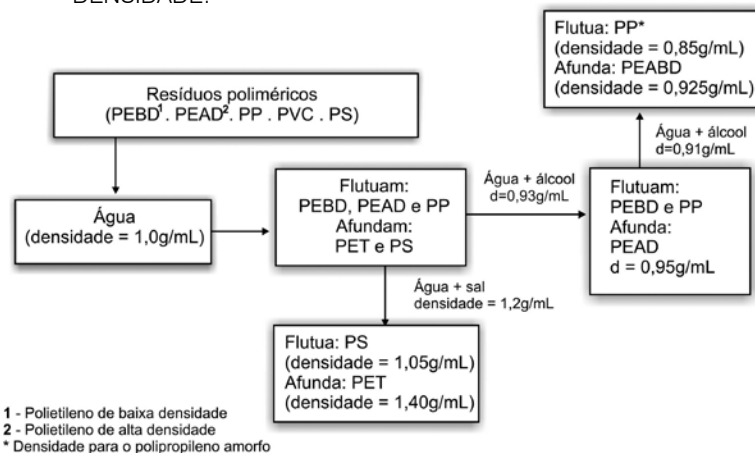 DENSIDADE.
Resíduos poliméricos
(PEBD¹ . PEAD². PP . PVC . PS)
Água
(densidade = 1,0g/mL)
Flutuam:
PEBD, PEAD e PP
Afundam:
PET e PS
Água + álcool
d=0,93g/mL
Flutuam:
PEBD e PP
Afunda:
PEAD
d = 0,95g/mL
Água + álcool
d=0,91g/mL
Flutua: PP*
(densidade = 0,85g/mL)
Afunda: PEABD
(densidade = 0,925g/mL)
Água + sal
densidade = 1,2g/mL
Flutua: PS
(densidade = 1,05g/mL)
Afunda: PET
(densidade = 1,40g/mL)
1 - Polietileno de baixa densidade
2 - Polietileno de alta densidade
* Densidade para o polipropileno amorfo